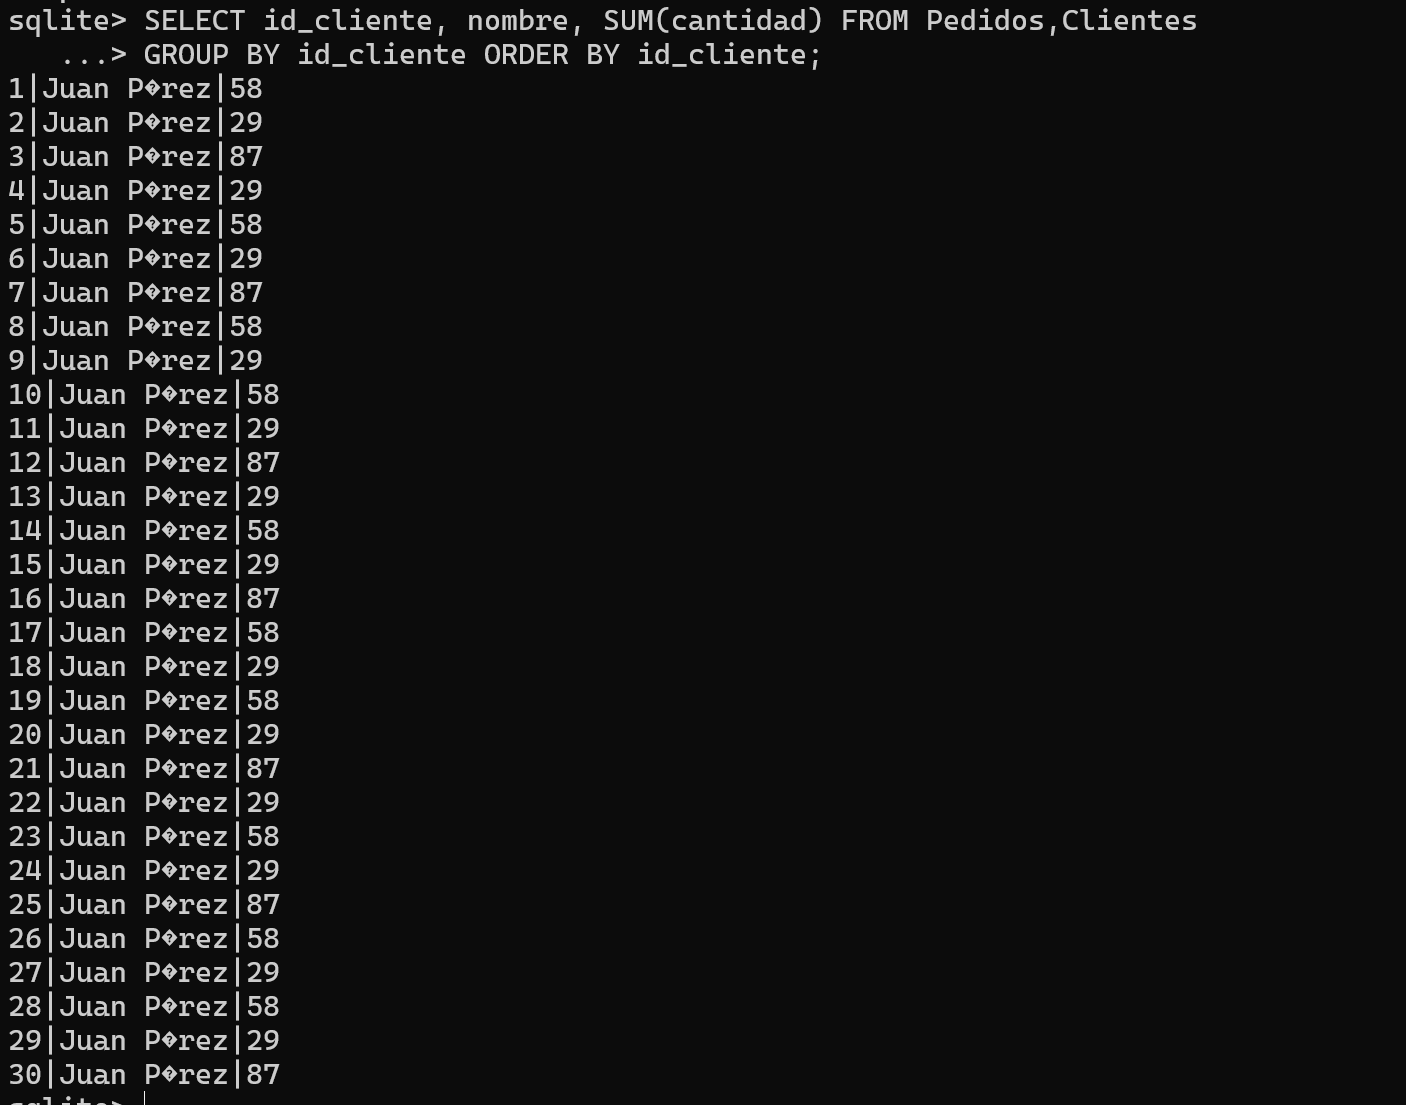 sqlite> SELECT id_cliente, nombre, SUM(cantidad) FROM Pedidos,Clientes
...> GROUP BY id_cliente ORDER BY id_cliente;
1|Juan P�rez|58
2|Juan P�rez|29
3|Juan P�rez|87
4|Juan P�rez|29
5|Juan P�rez|58
6|Juan P�rez|29
7|Juan P�rez|87
8|Juan P�rez|58
9|Juan P�rez|29
10|Juan P�rez|58
11|Juan P�rez|29
12|Juan P�rez|87
13|Juan P�rez|29
14|Juan P�rez|58
15|Juan P�rez|29
16|Juan P�rez|87
17|Juan P�rez|58
18|Juan P�rez|29
19|Juan P�rez|58
20|Juan P�rez|29
21|Juan P�rez|87
22|Juan P�rez|29
23|Juan P�rez|58
24|Juan P�rez|29
25|Juan P�rez|87
26|Juan P�rez|58
27|Juan P�rez|29
28|Juan P�rez|58
29|Juan P�rez|29
30|Juan P�rez|87
sqlite>